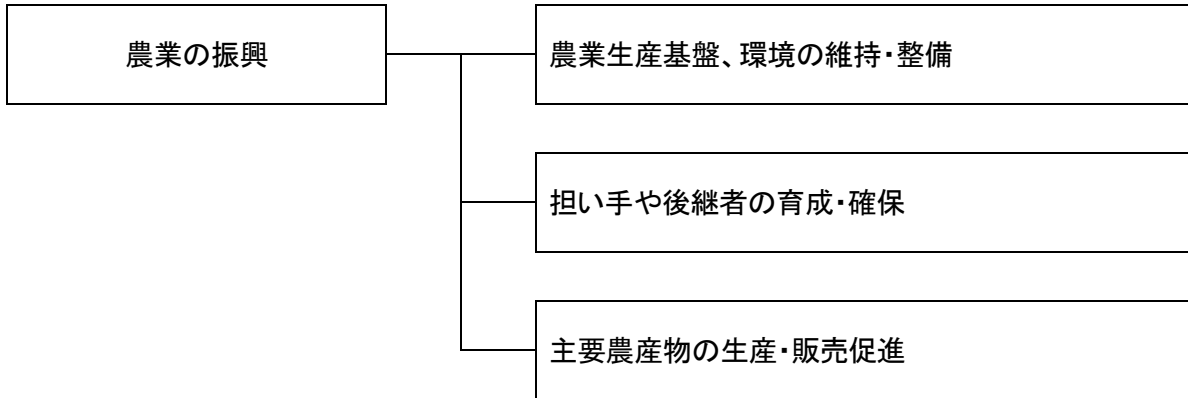 農業の振興
農業生産基盤、環境の維持・整備
担い手や後継者の育成・確保
主要農産物の生産・販売促進